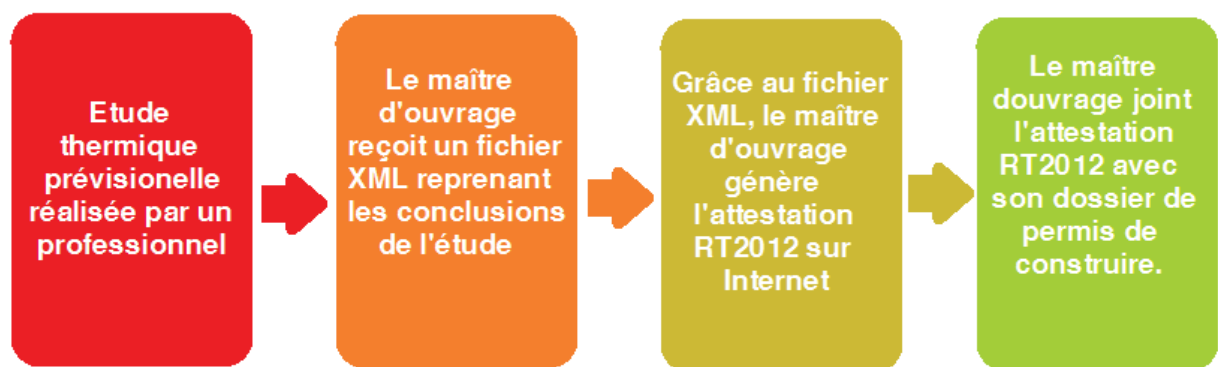 Etude
thermique
prévisionelle
réalisée par un
professionnel
Le maître
d'ouvrage
reçoit un fichier
XML reprenant
les conclusions
de l'étude
Grâce au fichier
XML, le maître
d'ouvrage
génère
l'attestation
RT2012 sur
Internet
Le maître
douvrage joint
l'attestation
RT2012 avec
son dossier de
permis de
construire.